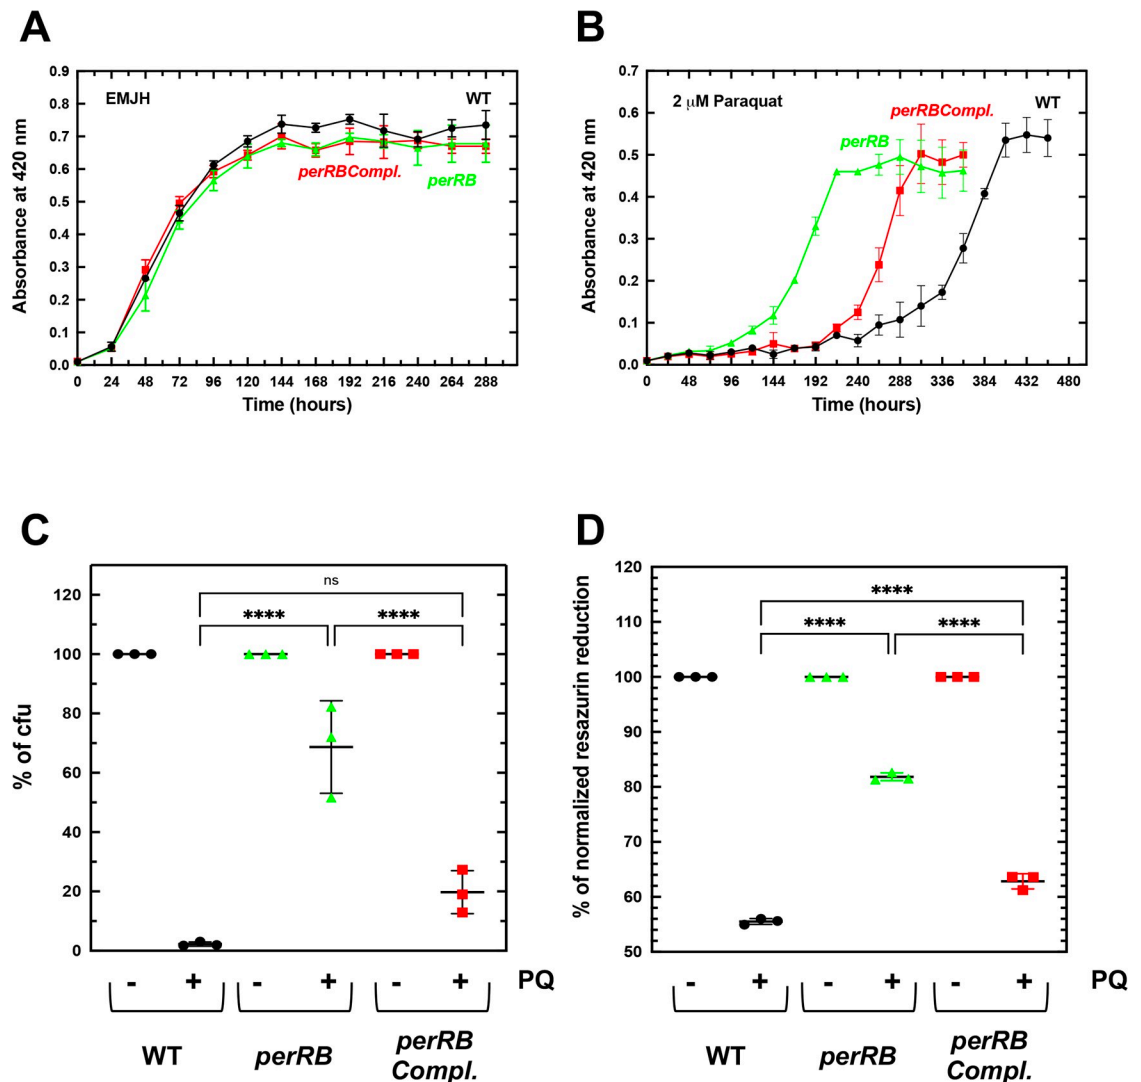 A
B
0.9
0.8
0.7
0.6
0.5
0.4
0.3
0.2
0.1
0.0
Absorbance at 420 nm
EMJH
WT
perRBCompl.
perRB
0 24 48 72 96 120 144 168 192 216 240 264 288
Time (hours)
0.7
0.6
0.5
0.4
0.3
0.2
0.1
0.0
Absorbance at 420 nm
2 μM Paraquat
perRBCompl.
WT
perRB
0 48 96 144 192 240 288 336 384 432 480
Time (hours)
C
D
120
100
80
60
40
20
0
% of cfu
ns
**** ****
- + - + - + PQ
WT perRB perRB
Compl.
120
110
100
90
80
70
60
50
% of normalized resazurin reduction
****
**** ****
- + - + - + PQ
WT perRB perRB
Compl.